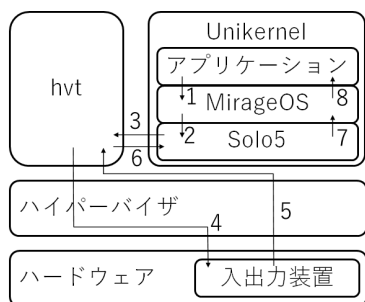 Unikernel
アプリケーション
hvt
3
1
MirageOS
8
2
Solo5
7
6
ハイパーバイザ
4
5
ハードウェア
入出力装置